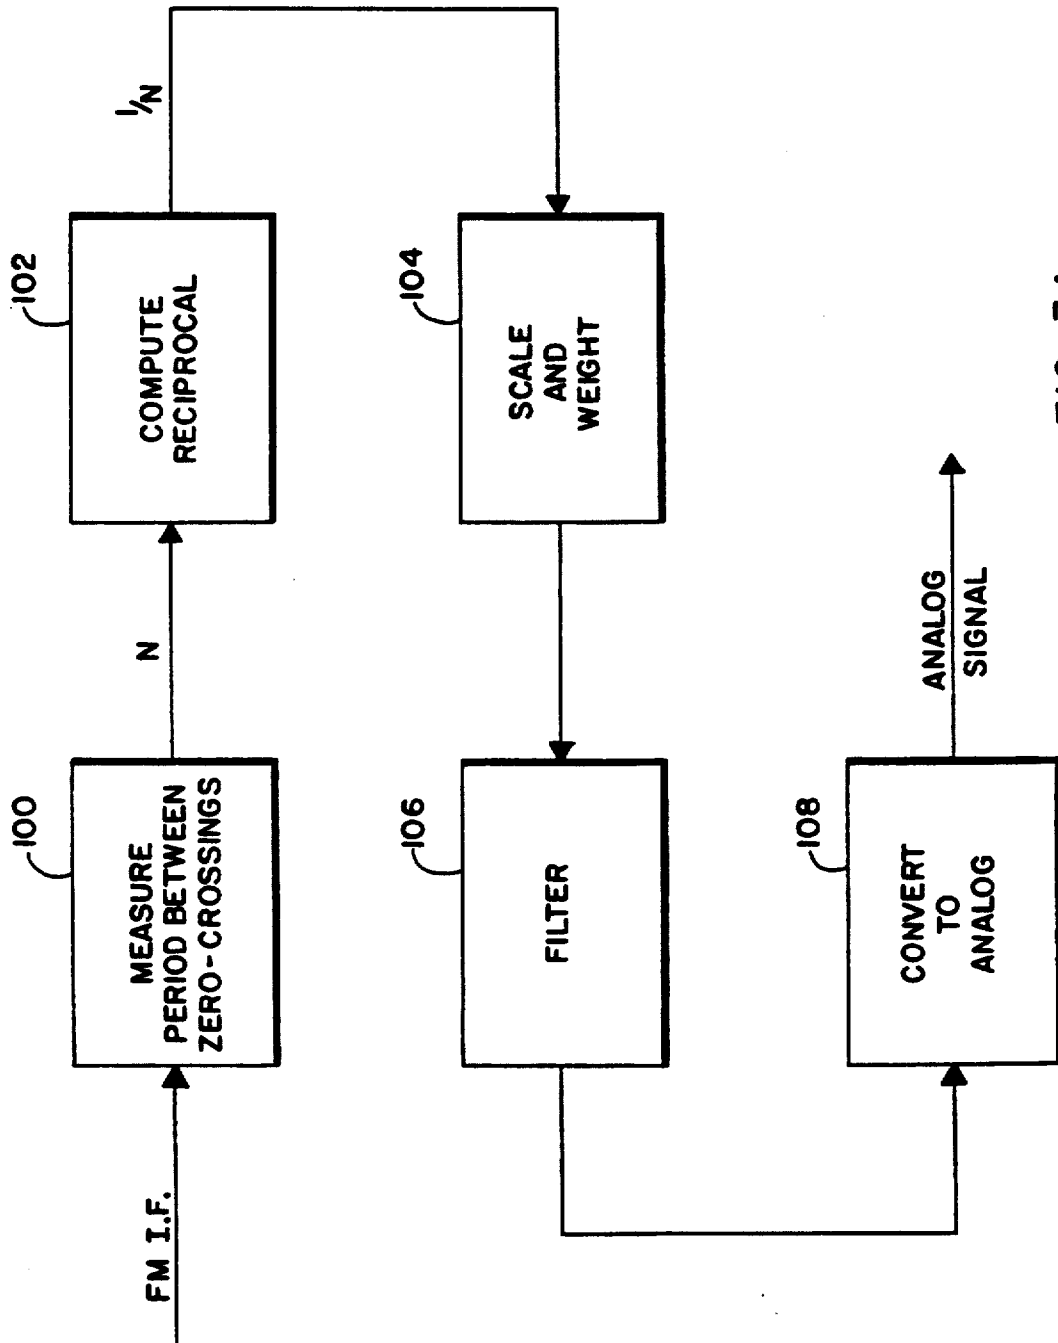 FM I.F.
100
MEASURE
PERIOD BETWEEN
ZERO-CROSSINGS
N
102
COMPUTE
RECIPROCAL
1/N
104
SCALE
AND
WEIGHT
106
FILTER
108
CONVERT
TO
ANALOG
ANALOG
SIGNAL